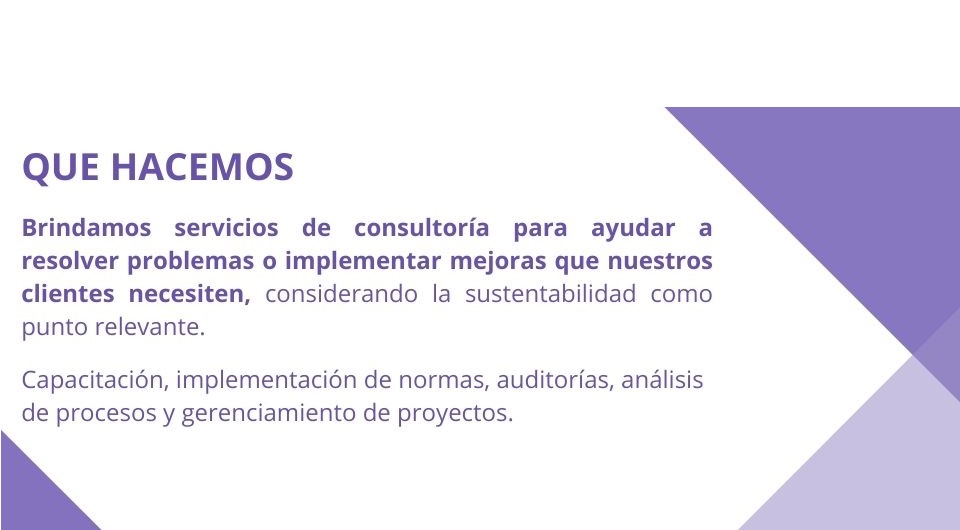 QUE HACEMOS
Brindamos servicios de consultoría para ayudar a
resolver problemas o implementar mejoras que nuestros
clientes necesiten, considerando la sustentabilidad como
punto relevante.
Capacitación, implementación de normas, auditorías, análisis
de procesos y gerenciamiento de proyectos.